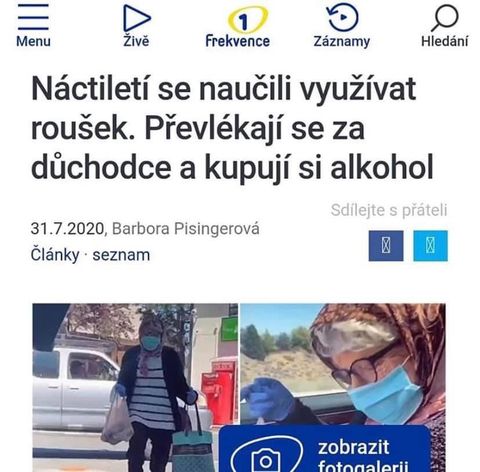 Menu
Živě
1
Frekvence
Záznamy
Hledání
Náctiletí se naučili využívat
roušek. Převlékají se za
důchodce a kupují si alkohol
Sdílejte s přáteli
31.7.2020, Barbora Pisingerová
Články · seznam
zobrazit
fotogalerii